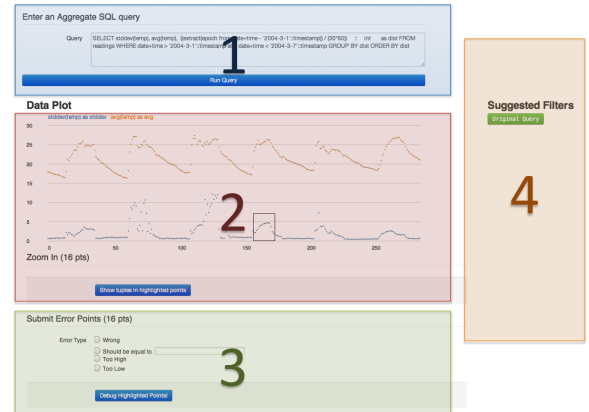 Enter an Aggregate SQL query
Query
SELECT stddev(temp), avg(temp), ((extract(epoch from date+time - '2004-3-1'::timestamp)) / (30*60)) :: int as dist FROM
readings WHERE date+time > '2004-3-1'::timestamp and date+time < '2004-3-7'::timestamp GROUP BY dist ORDER BY dist
1
Run Query
Data Plot
stddev(temp) as stddev avg(temp) as avg
30
25
20
15
10
5
0
0 50 100 150 200 250
2
Zoom In (16 pts)
Show tuples in highlighted points
Submit Error Points (16 pts)
Error Type
Wrong
Should be equal to
Too High
Too Low
3
Debug Highlighted Points!
Suggested Filters
Original Query
4